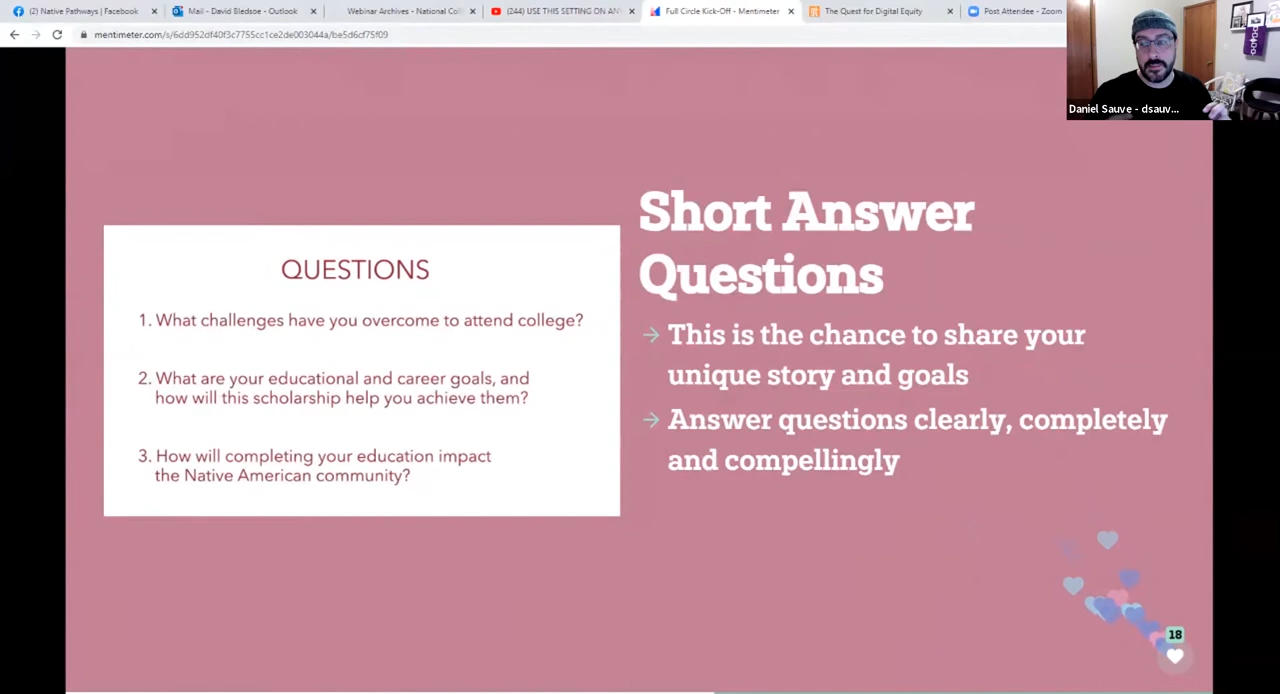 (2) Native Pathways | Facebook
Mail - David Bledsoe - Outlook
Webinar Archives - National Col
(244) USE THIS SETTING ON AN
Full Circle Kick-Off - Mentimeter
The Quest for Digital Equity
Post Attendee - Zoom
mentimeter.com/s/6dd952df40f3c7755cc1ce2de003044a/be5d6cf75f09
Daniel Sauve - dsauv...
QUESTIONS
1. What challenges have you overcome to attend college?
2. What are your educational and career goals, and
how will this scholarship help you achieve them?
3. How will completing your education impact
the Native American community?
Short Answer
Questions
→ This is the chance to share your
unique story and goals
→ Answer questions clearly, completely
and compellingly
18